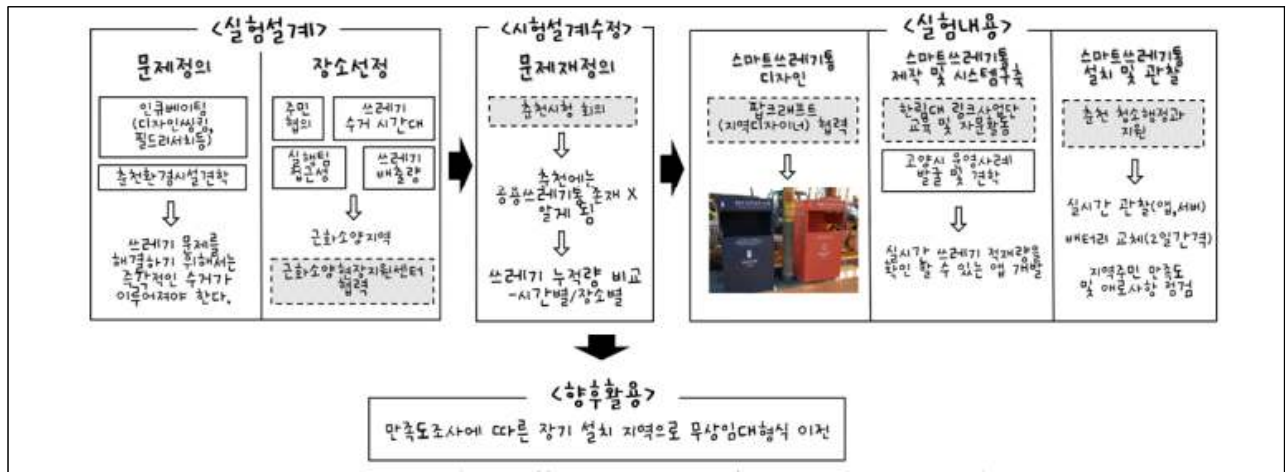 <실험설계>
문제정의
인큐베이팅
(디자인씽킹,
필드리서치등)
춘천환경시설견학
쓰레기 문제를
해결하기 위해서는
즉각적인 수거가
이루어져야 한다.
장소선정
주민
협의
쓰레기
수거 시간대
실험팀
접근성
쓰레기
배출량
근화소양지역
근화소양현장지원센터
협력
<시험설계수정>
문제재정의
춘천시청 회의
춘천에는
공용쓰레기통 존재 X
알게 됨
쓰레기 누적량 비교
-시간별/장소별
<실험내용>
스마트쓰레기통
디자인
팝크래프트
(지역디자이너) 협력
스마트쓰레기통
제작 및 시스템구축
한림대 링크사업단
교육 및 자문활동
고양시 운영사례
발굴 및 견학
실시간 쓰레기 적재량을
확인 할 수 있는 앱 개발
스마트쓰레기통
설치 및 관찰
춘천 청소행정과
지원
실시간 관찰(앱,서버)
배터리 교체(2일간격)
지역주민 만족도
및 애로사항 점검
<향후활용>
만족도조사에 따른 장기 설치 지역으로 무상임대형식 이전